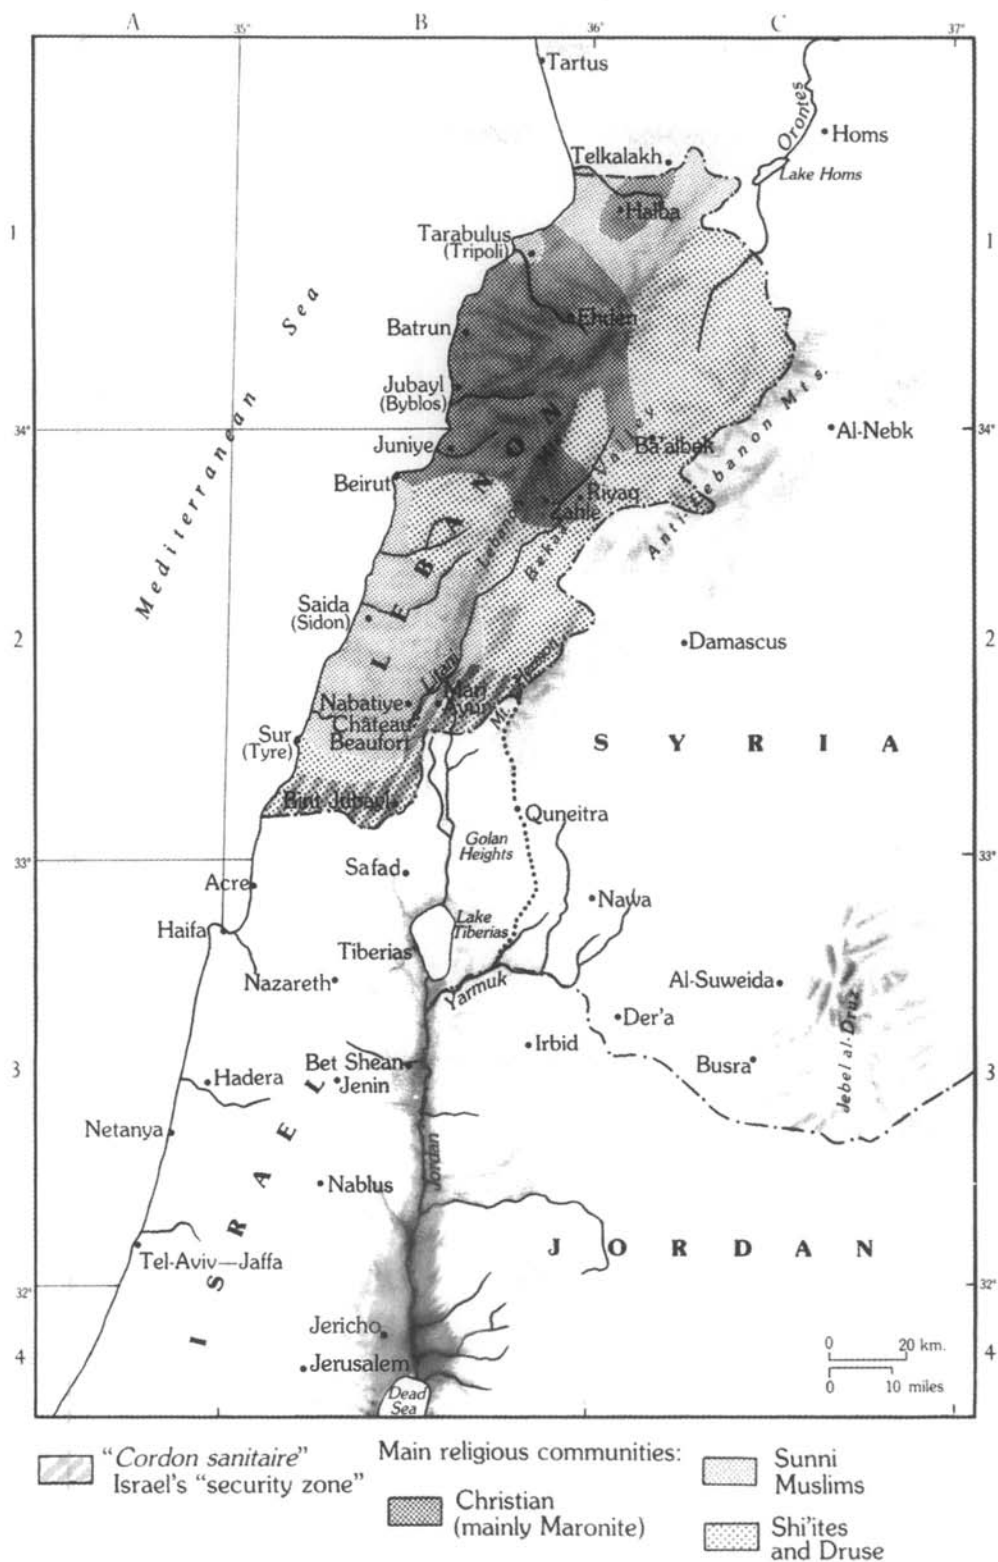 A
B
C
35°
36°
37°
Tartus
Orontes
Homs
Telkalakh
Lake Homs
Halba
1
1
Tarabulus
(Tripoli)
Ehden
Batrun
Jubayl
(Byblos)
Mediterranean Sea
34°
34°
Juniye
Ba'albek
Al-Nebk
Anti-Lebanon Mts.
Beirut
Riyaq
Zahle
Bekaa Valley
Lebanon
LEBANON
Saida
(Sidon)
2
2
Damascus
Litani
Mt. Hermon
Nabatiye
Marj
Ayun
Château
Beaufort
Sur
(Tyre)
SYRIA
Bint Jubayl
Quneitra
Golan
Heights
33°
33°
Safad
Acre
Nawa
Haifa
Lake
Tiberias
Tiberias
Nazareth
Yarmuk
Al-Suweida
Der'a
Irbid
Jebel al-Druz
Bet Shean
Busra
3
3
Hadera
Jenin
Netanya
Jordan
Nablus
ISRAEL
JORDAN
Tel-Aviv—Jaffa
32°
32°
Jericho
0 20 km.
4
4
Jerusalem
0 10 miles
Dead
Sea
"Cordon sanitaire"
Israel's "security zone"
Main religious communities:
Christian
(mainly Maronite)
Sunni
Muslims
Shi'ites
and Druse